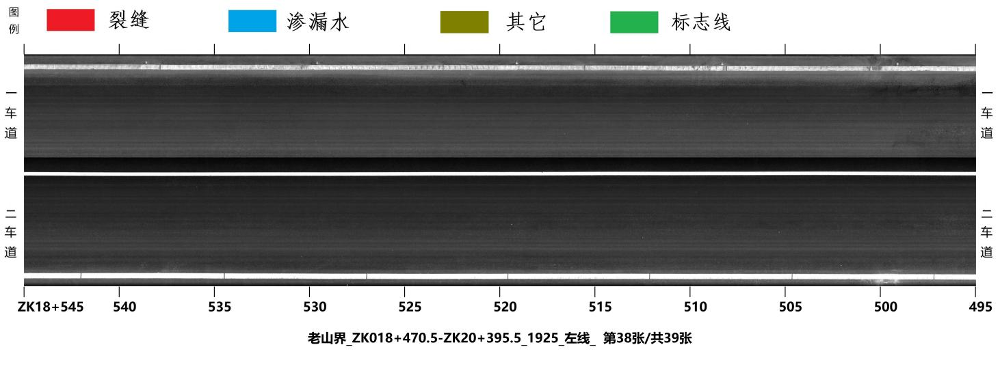 图例
裂缝 渗漏水 其它 标志线
一车道 一车道
二车道 二车道
ZK18+545 540 535 530 525 520 515 510 505 500 495
老山界_ZK018+470.5-ZK20+395.5_1925_左线_ 第38张/共39张